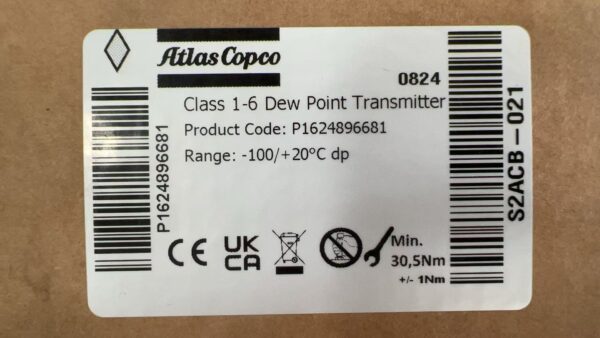 Atlas Copco
0824
Class 1-6 Dew Point Transmitter
Product Code: P1624896681
Range: -100/+20ºC dp
P1624896681
S2ACB-021
CE
UK
CA
Min.
30,5Nm
+/- 1Nm